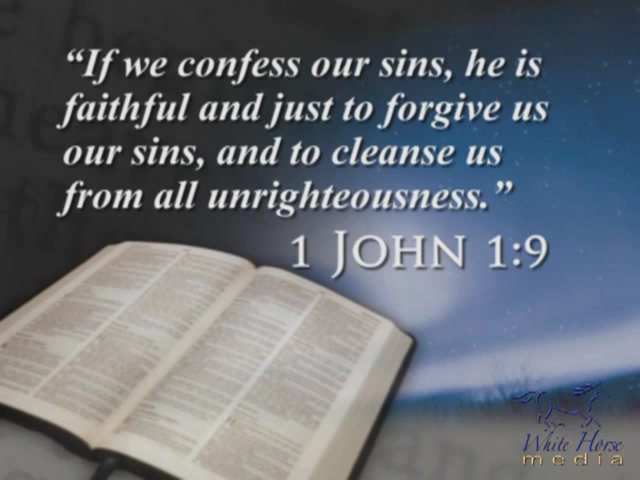 “If we confess our sins, he is
faithful and just to forgive us
our sins, and to cleanse us
from all unrighteousness.”
1 John 1:9
White Horse
media